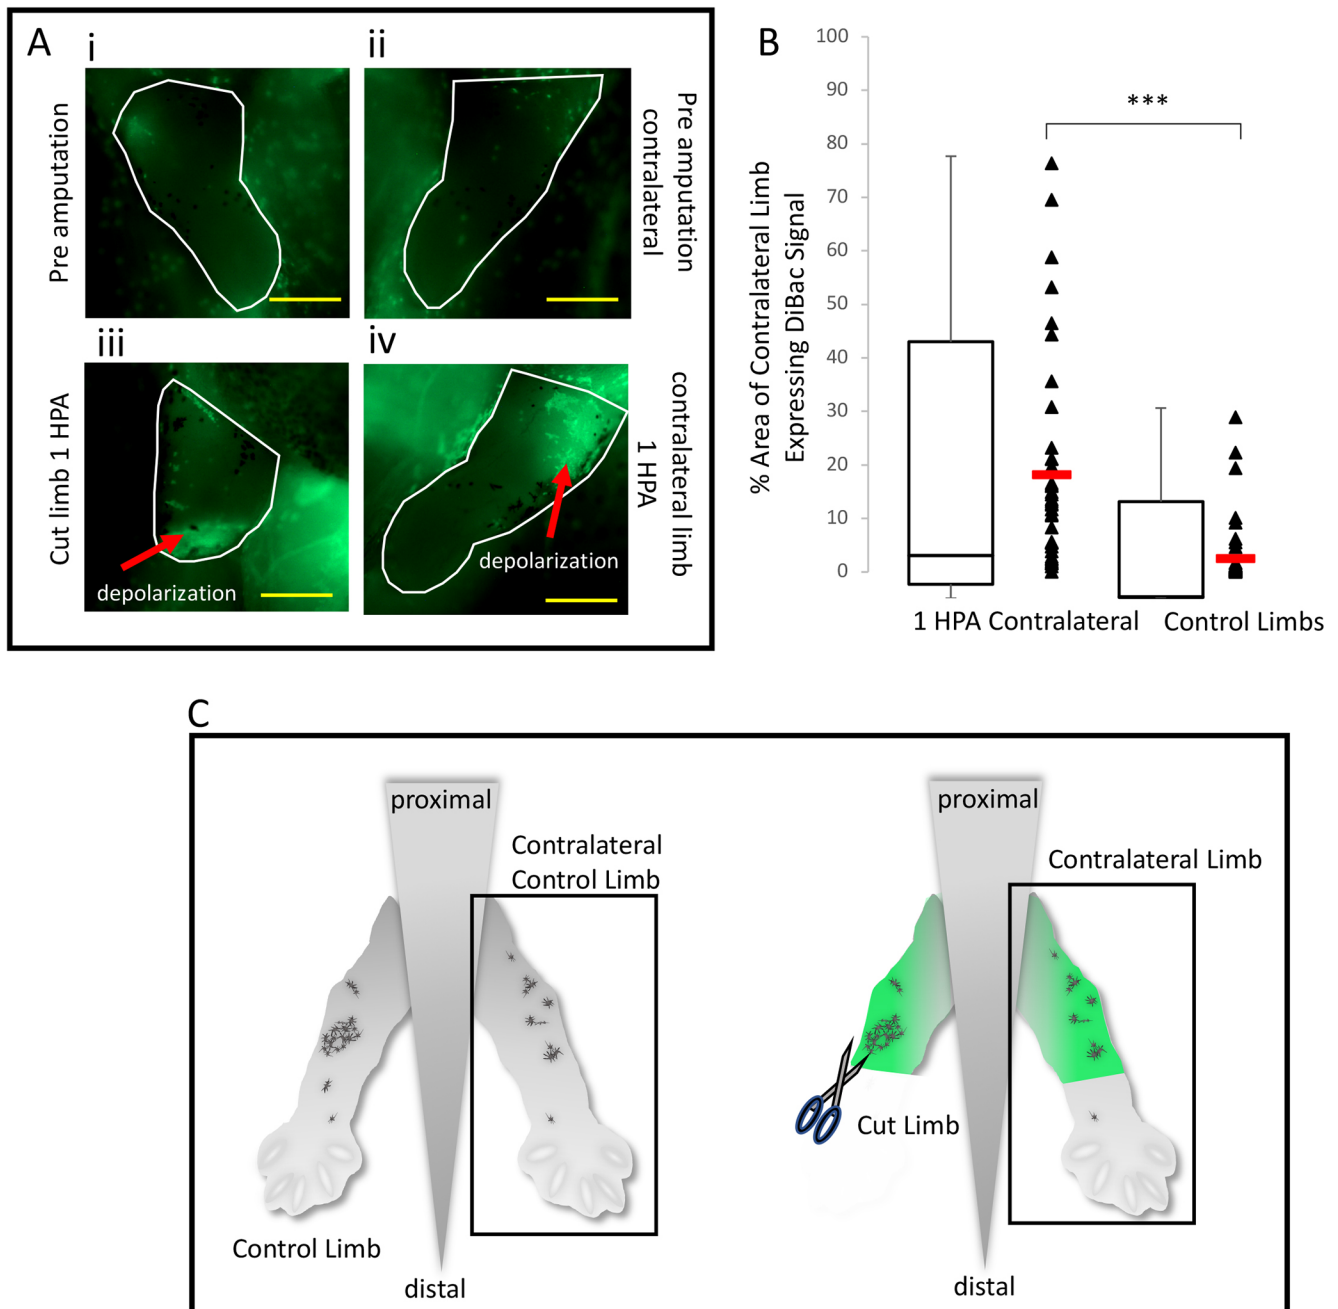 A
i
ii
Pre amputation
Pre amputation
contralateral
iii
iv
Cut limb 1 HPA
contralateral limb
1 HPA
depolarization
depolarization
B
% Area of Contralateral Limb
Expressing DiBac Signal
100
90
80
70
60
50
40
30
20
10
0
***
1 HPA Contralateral
Control Limbs
C
proximal
Contralateral
Control Limb
Control Limb
distal
proximal
Contralateral Limb
Cut Limb
distal